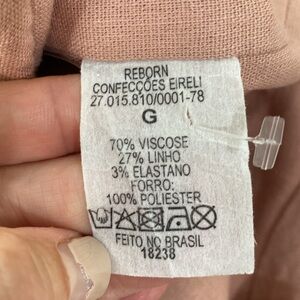 REBORN
CONFECÇÕES EIRELI
27.015.810/0001-78
G
70% VISCOSE
27% LINHO
3% ELASTANO
FORRO:
100% POLIESTER
FEITO NO BRASIL
18238